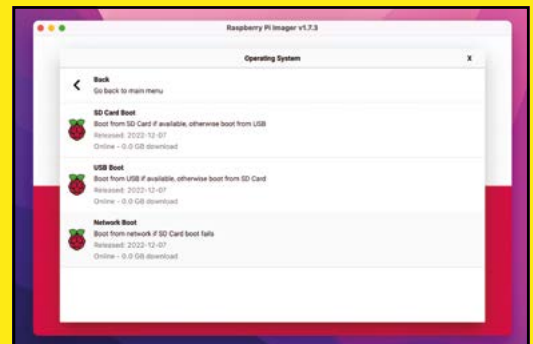 Raspberry Pi Imager v1.7.3
Operating System X
Back
Go back to main menu
SD Card Boot
Boot from SD Card if available, otherwise boot from USB
Released: 2022-12-07
Online - 0.0 GB download
USB Boot
Boot from USB if available, otherwise boot from SD Card
Released: 2022-12-07
Online - 0.0 GB download
Network Boot
Boot from network if SD Card boot fails
Released: 2022-12-07
Online - 0.0 GB download